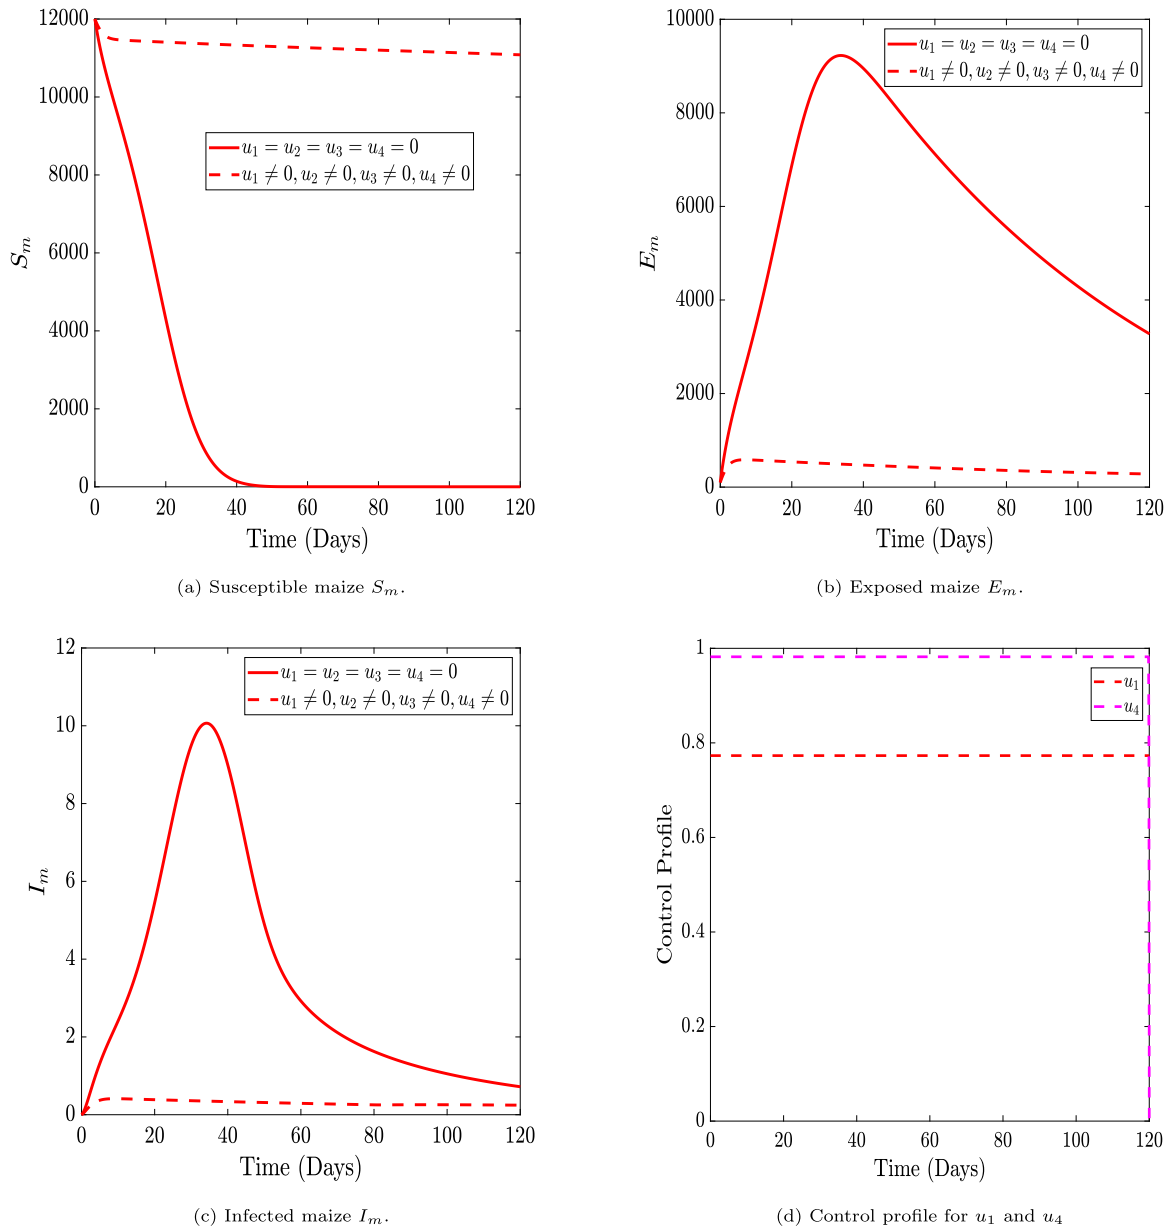 12000
10000
8000
6000
4000
2000
0
S_m
u_1 = u_2 = u_3 = u_4 = 0
u_1 ≠ 0, u_2 ≠ 0, u_3 ≠ 0, u_4 ≠ 0
0 20 40 60 80 100 120
Time (Days)
(a) Susceptible maize S_m.
10000
8000
6000
4000
2000
0
E_m
u_1 = u_2 = u_3 = u_4 = 0
u_1 ≠ 0, u_2 ≠ 0, u_3 ≠ 0, u_4 ≠ 0
0 20 40 60 80 100 120
Time (Days)
(b) Exposed maize E_m.
12
10
8
6
4
2
0
I_m
u_1 = u_2 = u_3 = u_4 = 0
u_1 ≠ 0, u_2 ≠ 0, u_3 ≠ 0, u_4 ≠ 0
0 20 40 60 80 100 120
Time (Days)
(c) Infected maize I_m.
1
0.8
0.6
0.4
0.2
0
Control Profile
u_1
u_4
0 20 40 60 80 100 120
Time (Days)
(d) Control profile for u_1 and u_4